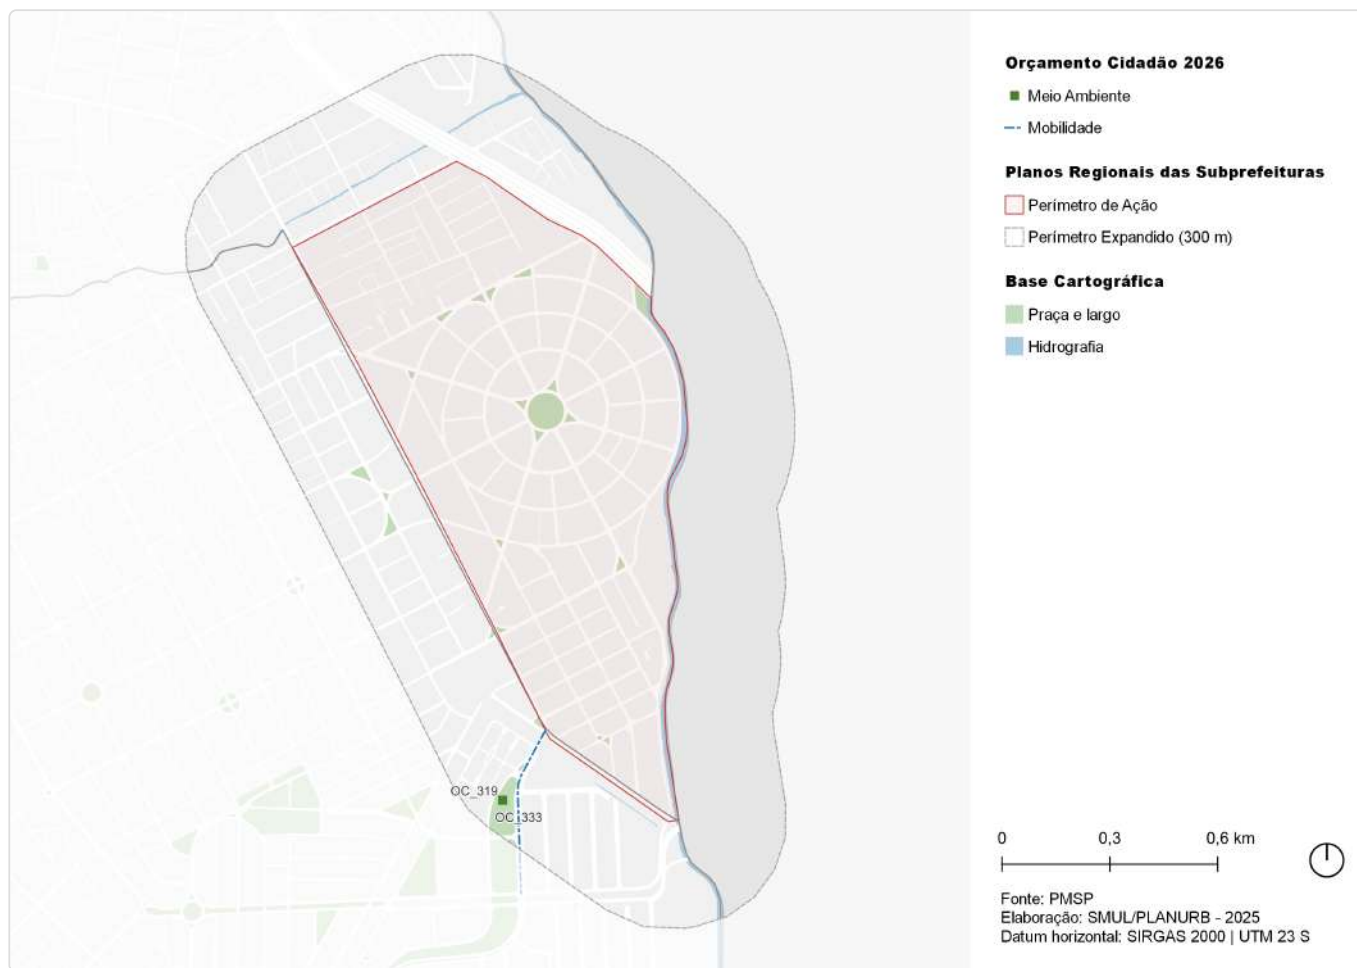 Orçamento Cidadão 2026
Meio Ambiente
Mobilidade
Planos Regionais das Subprefeituras
Perímetro de Ação
Perímetro Expandido (300 m)
Base Cartográfica
Praça e largo
Hidrografia
OC_319
OC_333
0 0,3 0,6 km
Fonte: PMSP
Elaboração: SMUL/PLANURB - 2025
Datum horizontal: SIRGAS 2000 | UTM 23 S